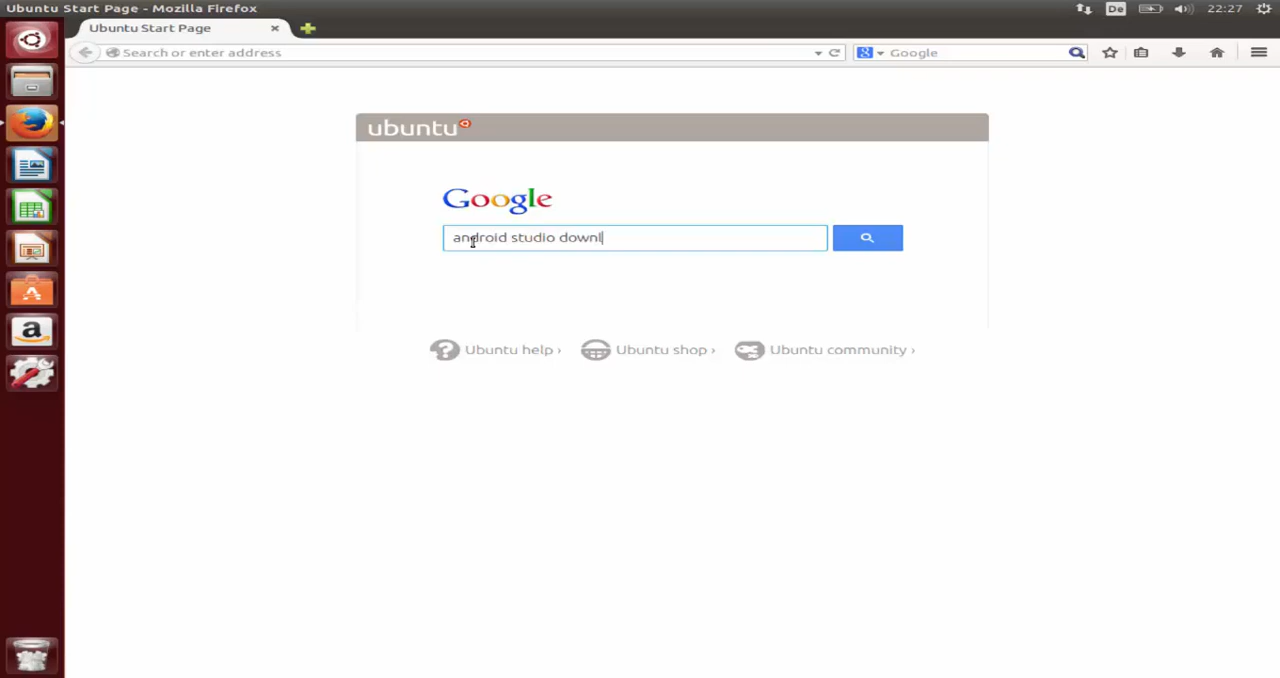 Ubuntu Start Page - Mozilla Firefox
De
22:27
Ubuntu Start Page
Search or enter address
Google
ubuntu
Google
android studio downl
Ubuntu help ›
Ubuntu shop ›
Ubuntu community ›